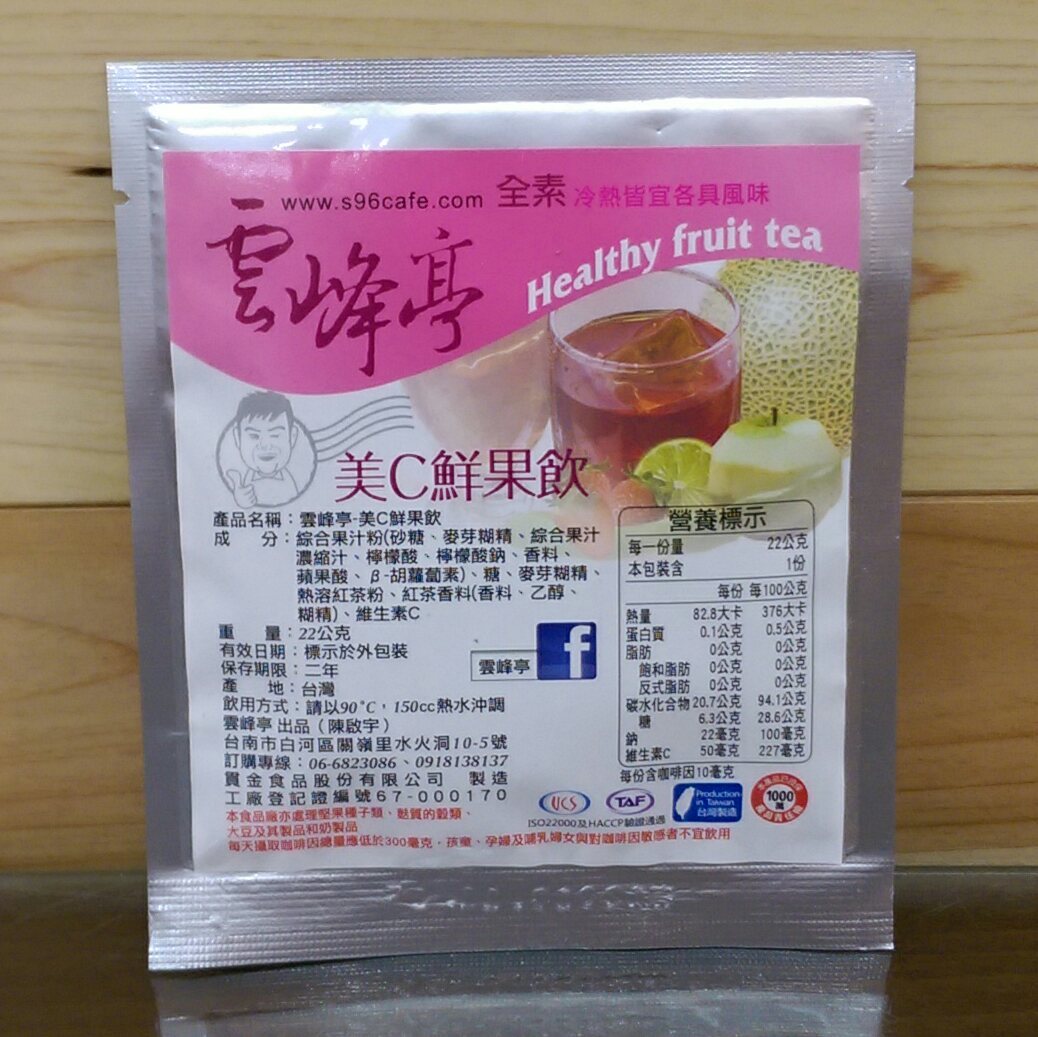 www.s96cafe.com 全素 冷熱皆宜各具風味
雲峰亭
Healthy fruit tea
美C鮮果飲
產品名稱：雲峰亭-美C鮮果飲
成　分：綜合果汁粉(砂糖、麥芽糊精、綜合果汁
濃縮汁、檸檬酸、檸檬酸鈉、香料、
蘋果酸、β-胡蘿蔔素)、糖、麥芽糊精、
熱溶紅茶粉、紅茶香料(香料、乙醇、
糊精)、維生素C
重　量：22公克
有效日期：標示於外包裝
保存期限：二年
產　地：台灣
飲用方式：請以90˚C，150cc熱水沖調
雲峰亭 出品（陳啟宇）
台南市白河區關嶺里水火洞10-5號
訂購專線：06-6823086、0918138137
貫金食品股份有限公司 製造
工廠登記證編號67-000170
本食品廠亦處理堅果種子類、麩質的穀類、
大豆及其製品和奶製品
每天攝取咖啡因總量應低於300毫克，孩童、孕婦及哺乳婦女與對咖啡因敏感者不宜飲用
雲峰亭
f
營養標示
每一份量 22公克
本包裝含 1份
每份 每100公克
熱量 82.8大卡 376大卡
蛋白質 0.1公克 0.5公克
脂肪 0公克 0公克
飽和脂肪 0公克 0公克
反式脂肪 0公克 0公克
碳水化合物 20.7公克 94.1公克
糖 6.3公克 28.6公克
鈉 22毫克 100毫克
維生素C 50毫克 227毫克
每份含咖啡因10毫克
UCS
TAF
ISO22000及HACCP驗證通過
Production
in Taiwan
台灣製造
1000
萬